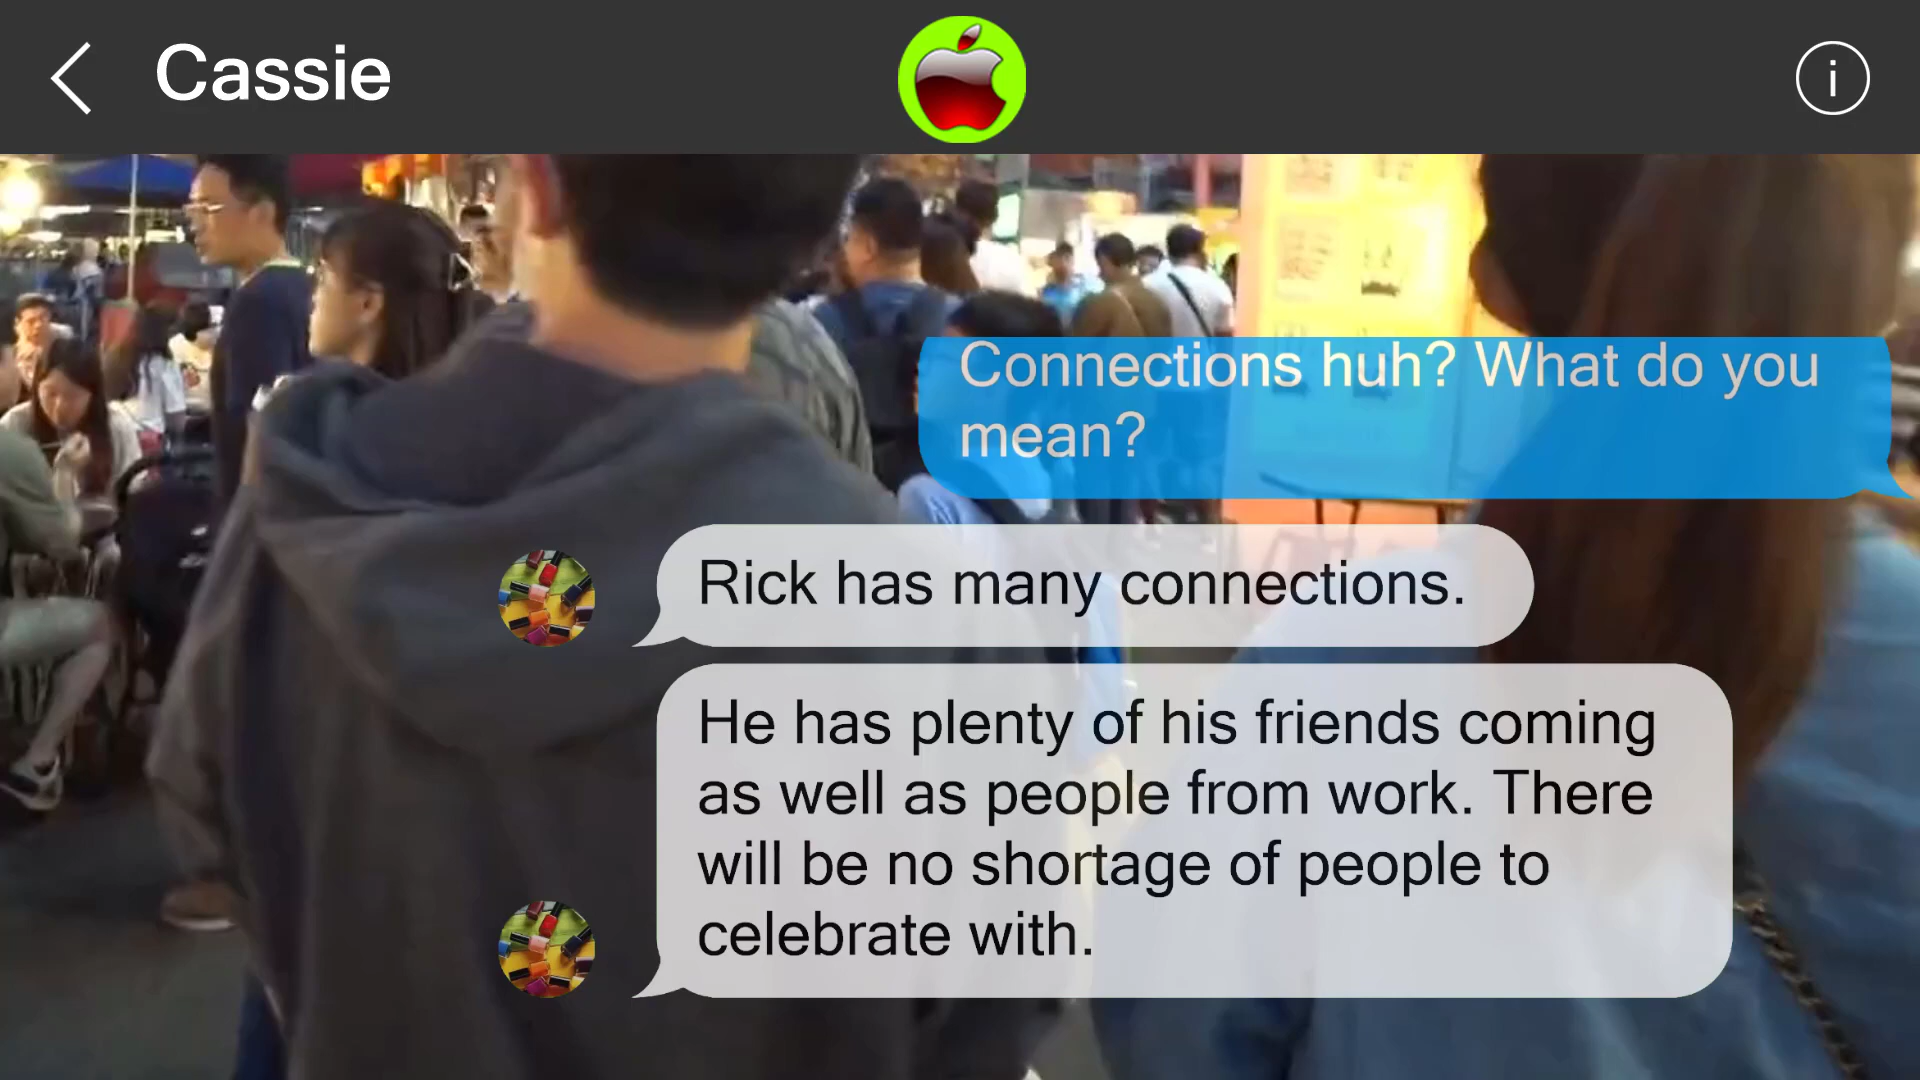 Cassie
Connections huh? What do you
mean?
Rick has many connections.
He has plenty of his friends coming
as well as people from work. There
will be no shortage of people to
celebrate with.